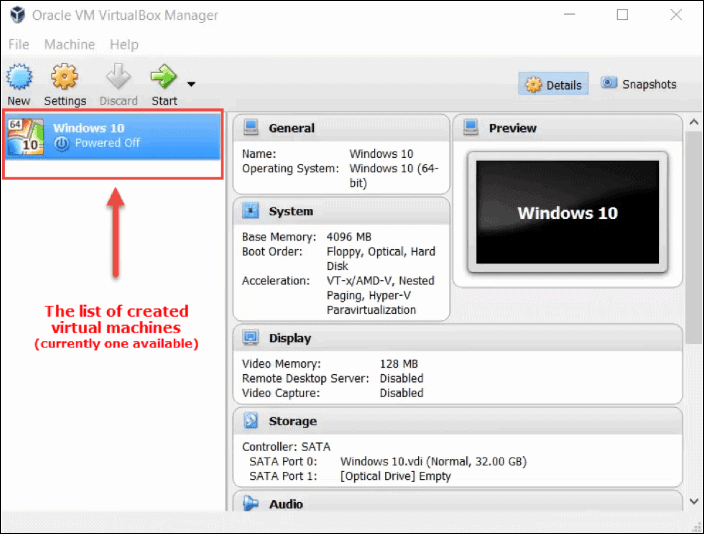 Oracle VM VirtualBox Manager
File Machine Help
New Settings Discard Start
Details Snapshots
64
10
Windows 10
Powered Off
The list of created
virtual machines
(currently one available)
General
Name: Windows 10
Operating System: Windows 10 (64-
bit)
Preview
Windows 10
System
Base Memory: 4096 MB
Boot Order: Floppy, Optical, Hard
Disk
Acceleration: VT-x/AMD-V, Nested
Paging, Hyper-V
Paravirtualization
Display
Video Memory: 128 MB
Remote Desktop Server: Disabled
Video Capture: Disabled
Storage
Controller: SATA
SATA Port 0: Windows 10.vdi (Normal, 32.00 GB)
SATA Port 1: [Optical Drive] Empty
Audio